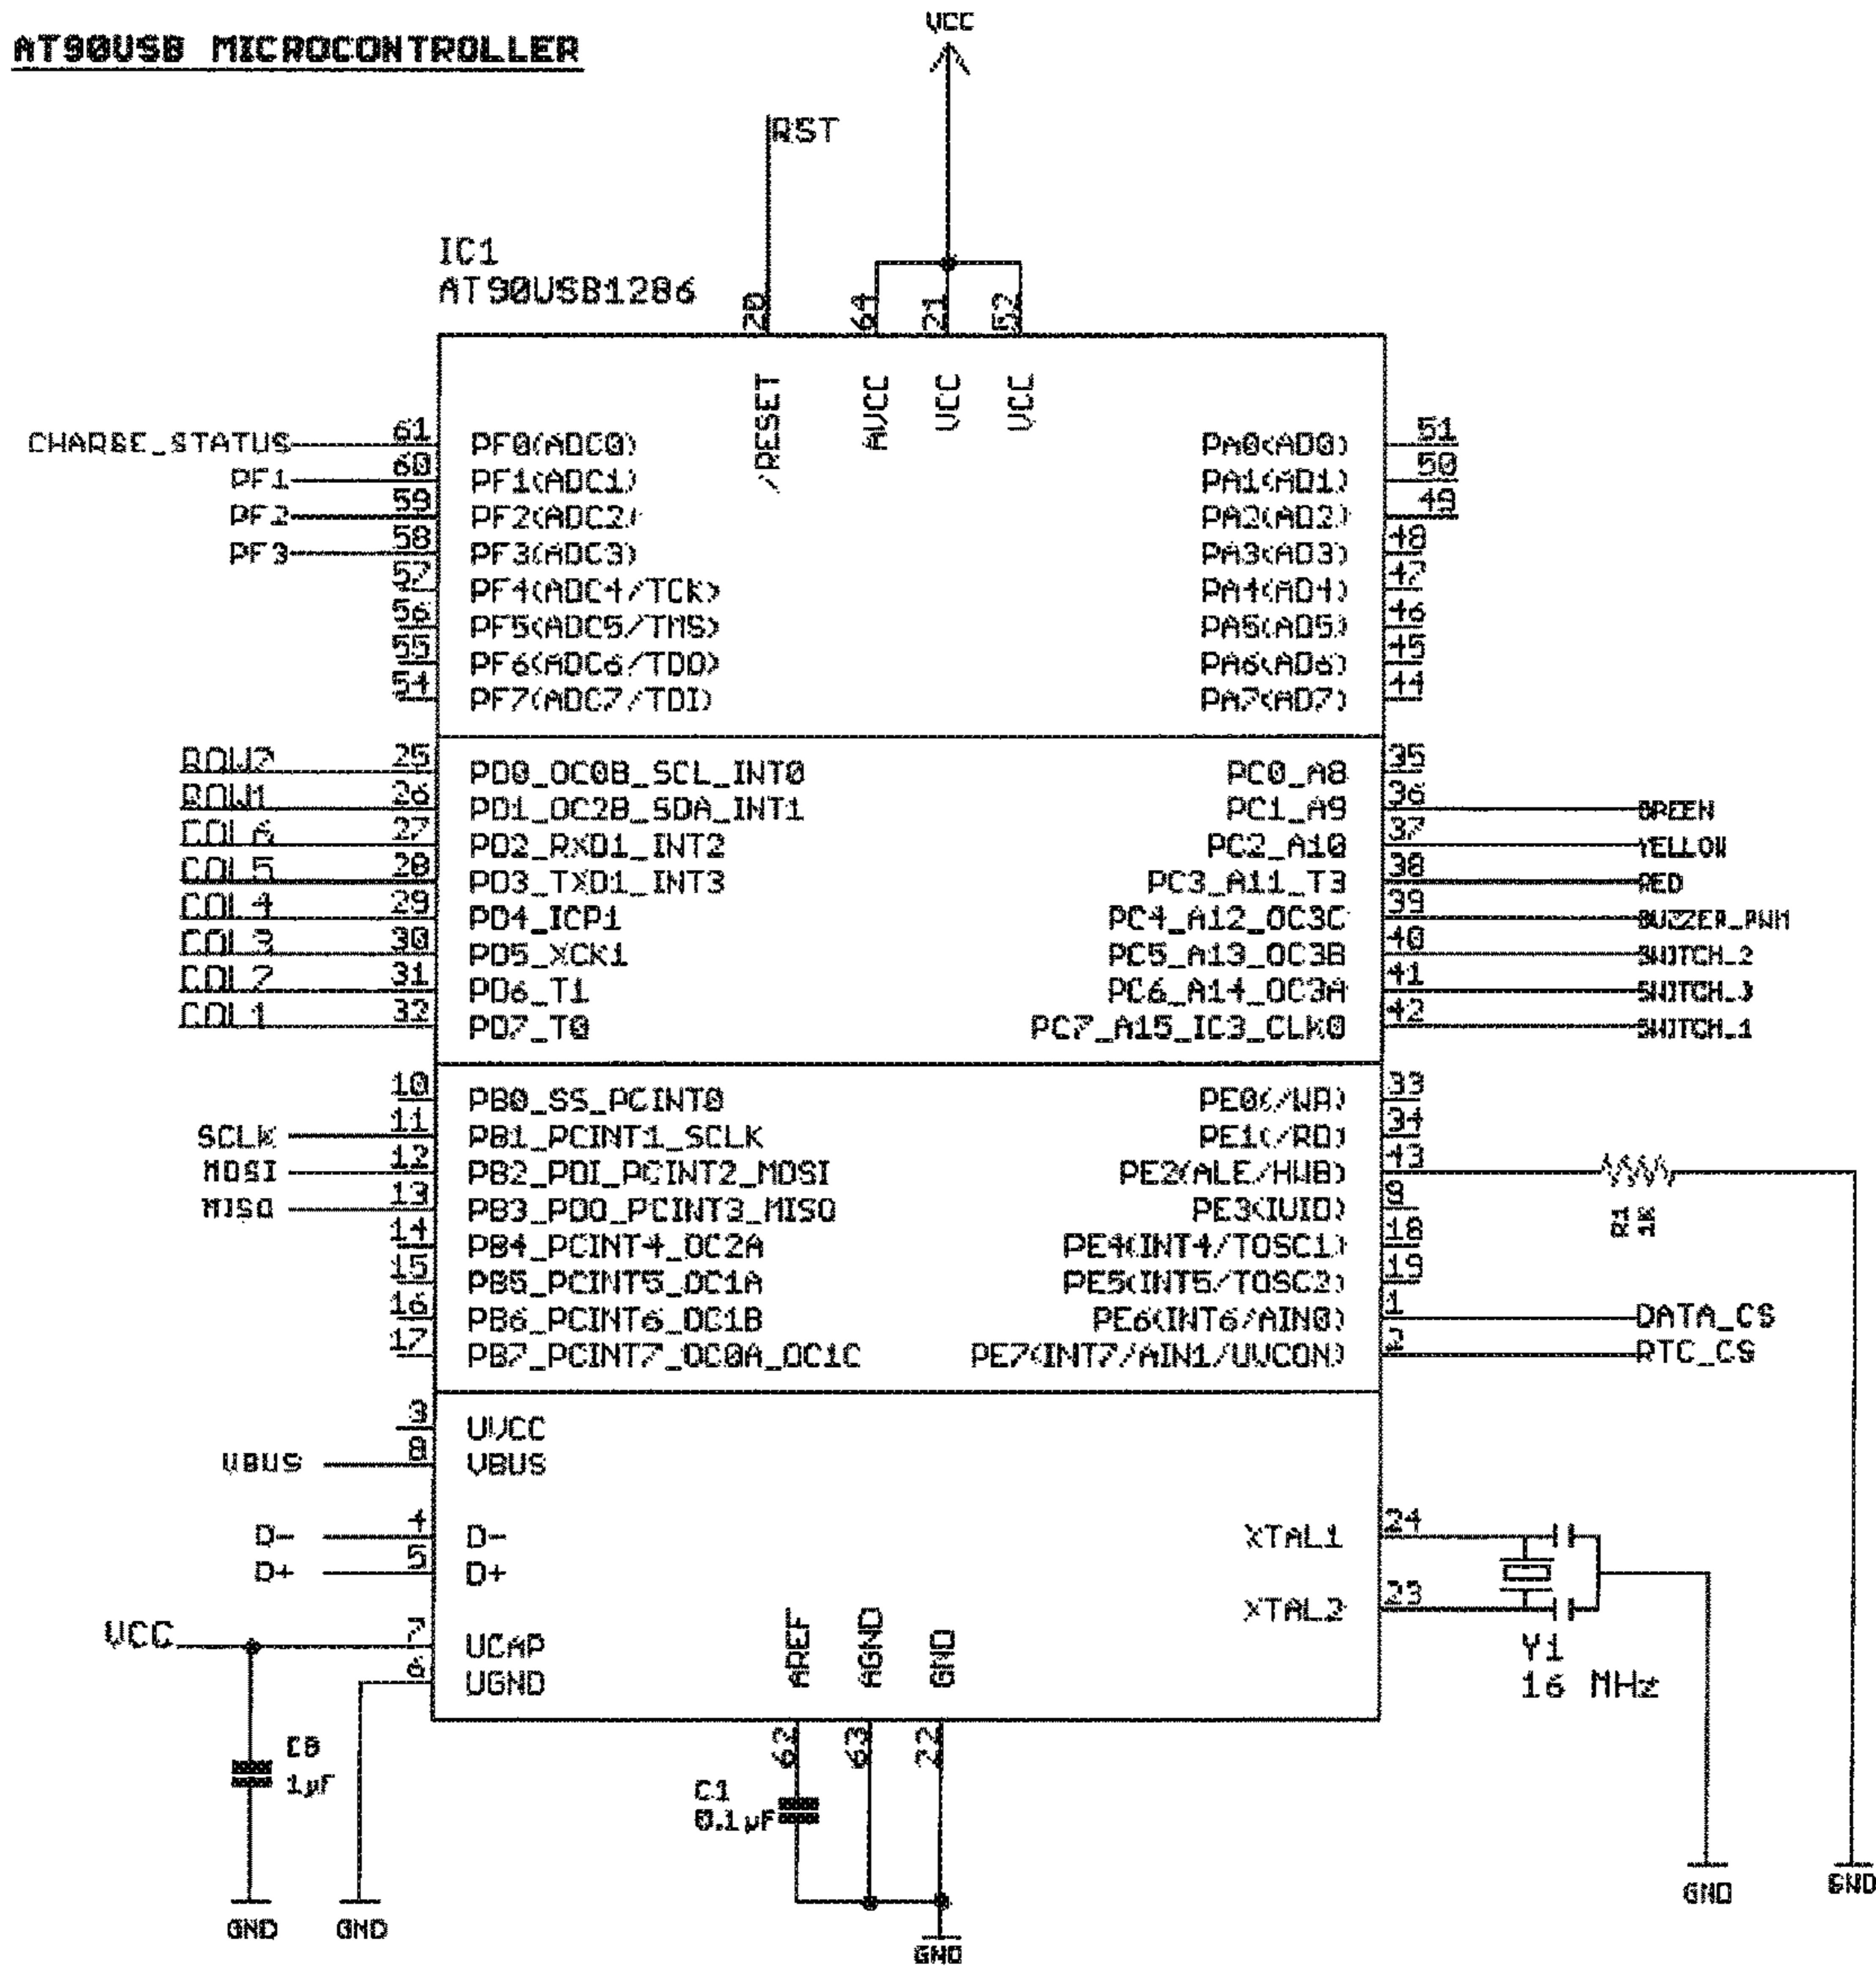 AT90USB MICROCONTROLLER
VCC
RST
IC1
AT90USB1286
20
64
21
52
/RESET
AVCC
VCC
VCC
CHARGE_STATUS 61 PF0(ADC0) PA0(AD0) 51
PF1 60 PF1(ADC1) PA1(AD1) 50
PF2 59 PF2(ADC2) PA2(AD2) 49
PF3 58 PF3(ADC3) PA3(AD3) 48
57 PF4(ADC4/TCK) PA4(AD4) 47
56 PF5(ADC5/TMS) PA5(AD5) 46
55 PF6(ADC6/TDO) PA6(AD6) 45
54 PF7(ADC7/TDI) PA7(AD7) 44
ROW2 25 PD0_OC0B_SCL_INT0 PC0_A8 35
ROW1 26 PD1_OC2B_SDA_INT1 PC1_A9 36 GREEN
COL6 27 PD2_RXD1_INT2 PC2_A10 37 YELLOW
COL5 28 PD3_TXD1_INT3 PC3_A11_T3 38 RED
COL4 29 PD4_ICP1 PC4_A12_OC3C 39 BUZZER_PWM
COL3 30 PD5_XCK1 PC5_A13_OC3B 40 SWITCH_2
COL2 31 PD6_T1 PC6_A14_OC3A 41 SWITCH_3
COL1 32 PD7_T0 PC7_A15_IC3_CLK0 42 SWITCH_1
10 PB0_SS_PCINT0 PE0(/WR) 33
SCLK 11 PB1_PCINT1_SCLK PE1(/RD) 34
MOSI 12 PB2_PDI_PCINT2_MOSI PE2(ALE/HWB) 43
MISO 13 PB3_PDO_PCINT3_MISO PE3(IUID) 3
R1
1K
14 PB4_PCINT4_OC2A PE4(INT4/TOSC1) 18
15 PB5_PCINT5_OC1A PE5(INT5/TOSC2) 19
16 PB6_PCINT6_OC1B PE6(INT6/AIN0) 1 DATA_CS
17 PB7_PCINT7_OC0A_OC1C PE7(INT7/AIN1/UVCON) 2 RTC_CS
3 UVCC
VBUS 8 VBUS
D- 4 D- XTAL1 24
D+ 5 D+
XTAL2 23
VCC 7 UCAP
6 UGND
AREF
AGND
GND
Y1
16 MHz
62
63
22
C8
1µF
C1
0.1µF
GND
GND
GND
GND
GND